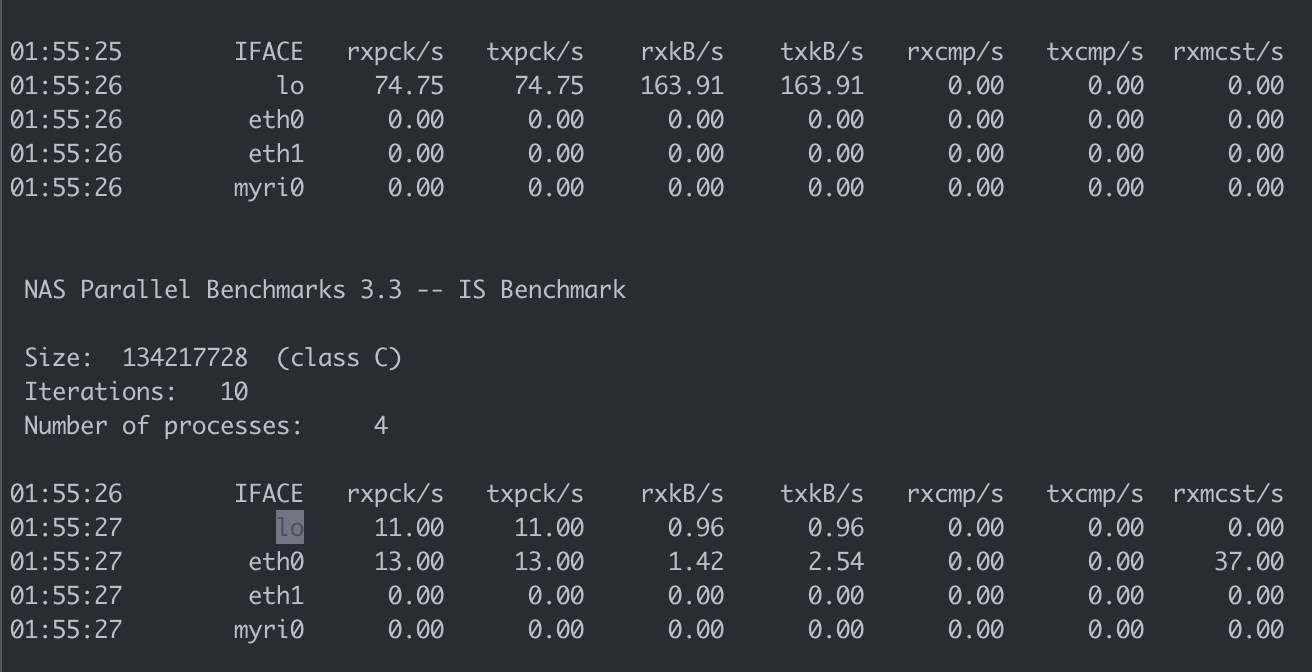 01:55:25        IFACE   rxpck/s   txpck/s    rxkB/s    txkB/s   rxcmp/s   txcmp/s  rxmcst/s
01:55:26           lo     74.75     74.75    163.91    163.91      0.00      0.00      0.00
01:55:26         eth0      0.00      0.00      0.00      0.00      0.00      0.00      0.00
01:55:26         eth1      0.00      0.00      0.00      0.00      0.00      0.00      0.00
01:55:26        myri0      0.00      0.00      0.00      0.00      0.00      0.00      0.00
NAS Parallel Benchmarks 3.3 -- IS Benchmark
Size:  134217728  (class C)
Iterations:   10
Number of processes:     4
01:55:26        IFACE   rxpck/s   txpck/s    rxkB/s    txkB/s   rxcmp/s   txcmp/s  rxmcst/s
01:55:27           lo     11.00     11.00      0.96      0.96      0.00      0.00      0.00
01:55:27         eth0     13.00     13.00      1.42      2.54      0.00      0.00     37.00
01:55:27         eth1      0.00      0.00      0.00      0.00      0.00      0.00      0.00
01:55:27        myri0      0.00      0.00      0.00      0.00      0.00      0.00      0.00